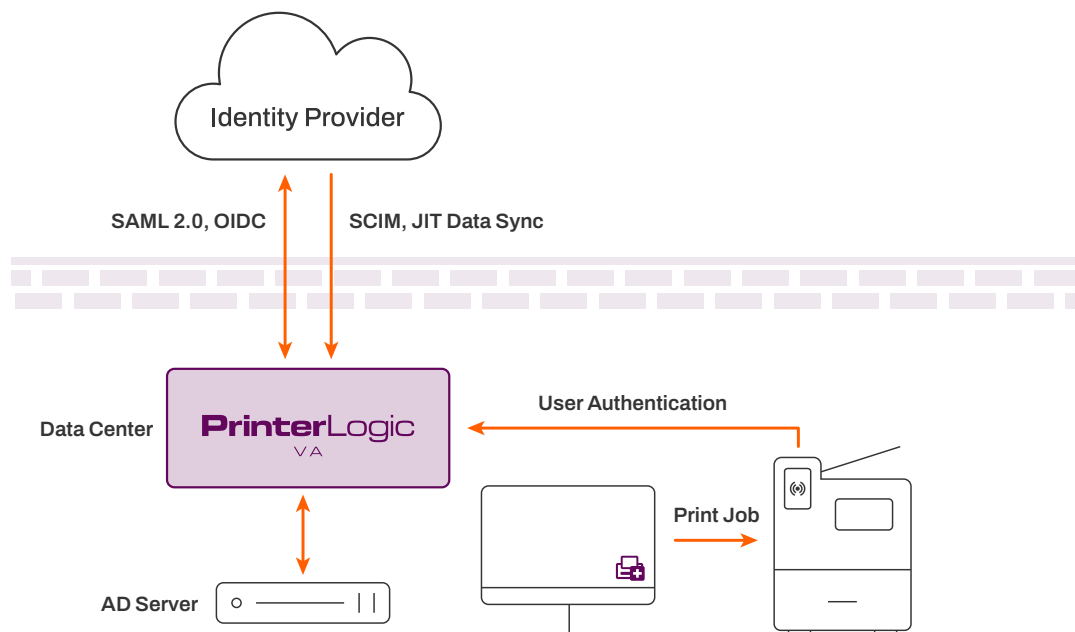 Identity Provider
SAML 2.0, OIDC
SCIM, JIT Data Sync
User Authentication
Data Center
PrinterLogic
VA
Print Job
AD Server